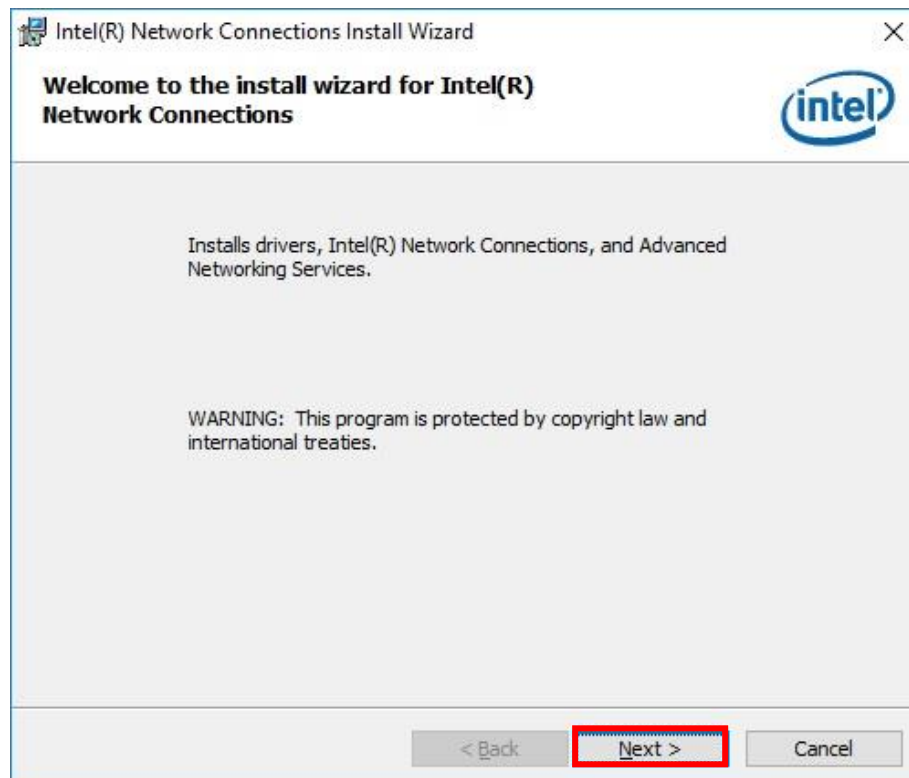 Intel(R) Network Connections Install Wizard
Welcome to the install wizard for Intel(R)
Network Connections
intel
Installs drivers, Intel(R) Network Connections, and Advanced
Networking Services.
WARNING:  This program is protected by copyright law and
international treaties.
< Back
Next >
Cancel